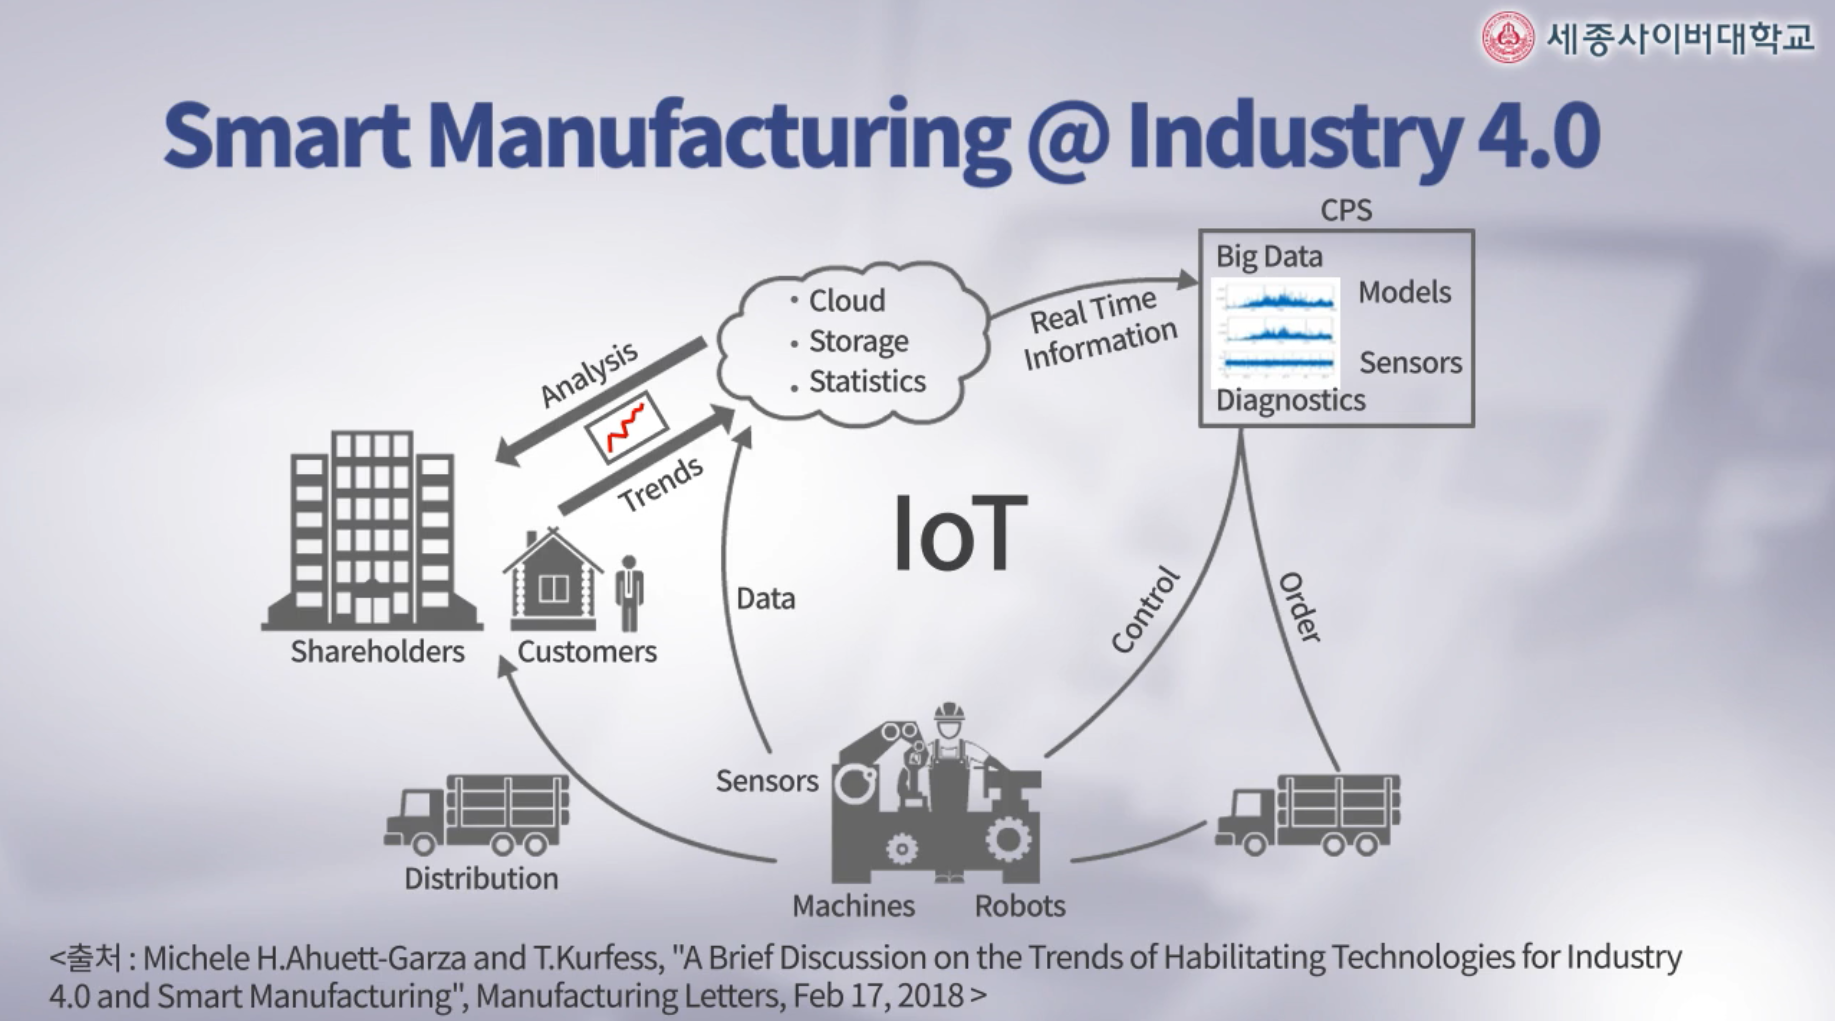 세종사이버대학교
Smart Manufacturing @ Industry 4.0
CPS
Big Data
Models
Sensors
Diagnostics
• Cloud
• Storage
• Statistics
Real Time
Information
Analysis
Trends
IoT
Shareholders
Customers
Data
Control
Order
Sensors
Distribution
Machines
Robots
<출처 : Michele H.Ahuett-Garza and T.Kurfess, "A Brief Discussion on the Trends of Habilitating Technologies for Industry
4.0 and Smart Manufacturing", Manufacturing Letters, Feb 17, 2018 >